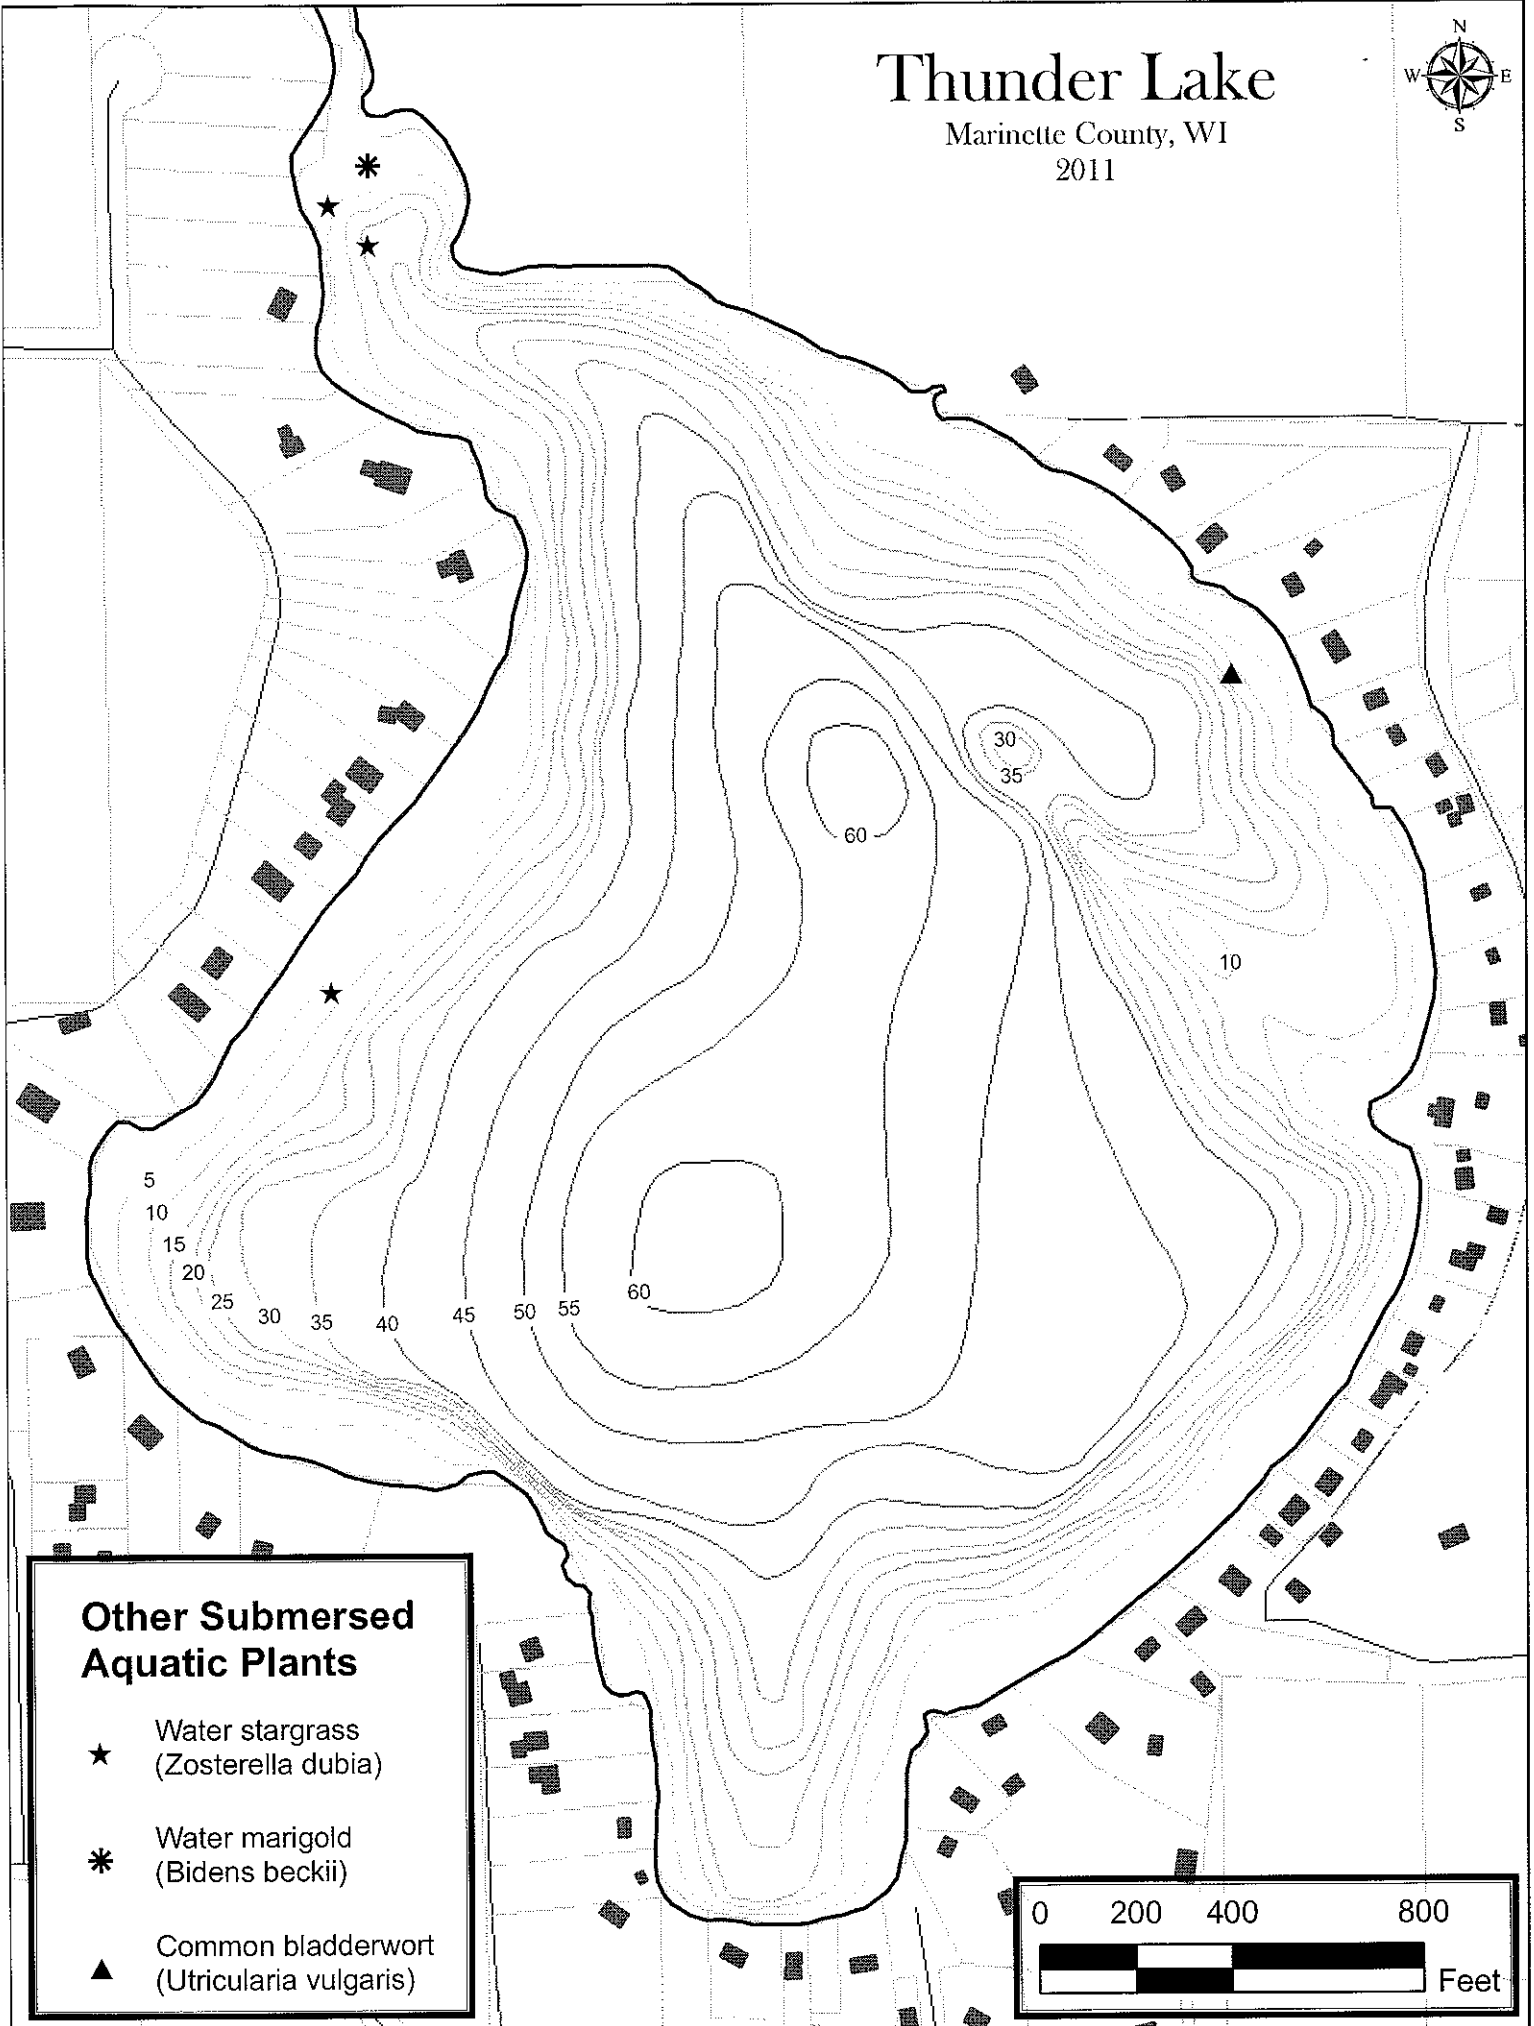 Thunder Lake
Marinette County, WI
2011
N
W E
S
30
35
60
10
5
10
15
20
25
30
35
40
45
50
55
60
Other Submersed
Aquatic Plants
Water stargrass
(Zosterella dubia)
Water marigold
(Bidens beckii)
Common bladderwort
(Utricularia vulgaris)
0 200 400 800
Feet